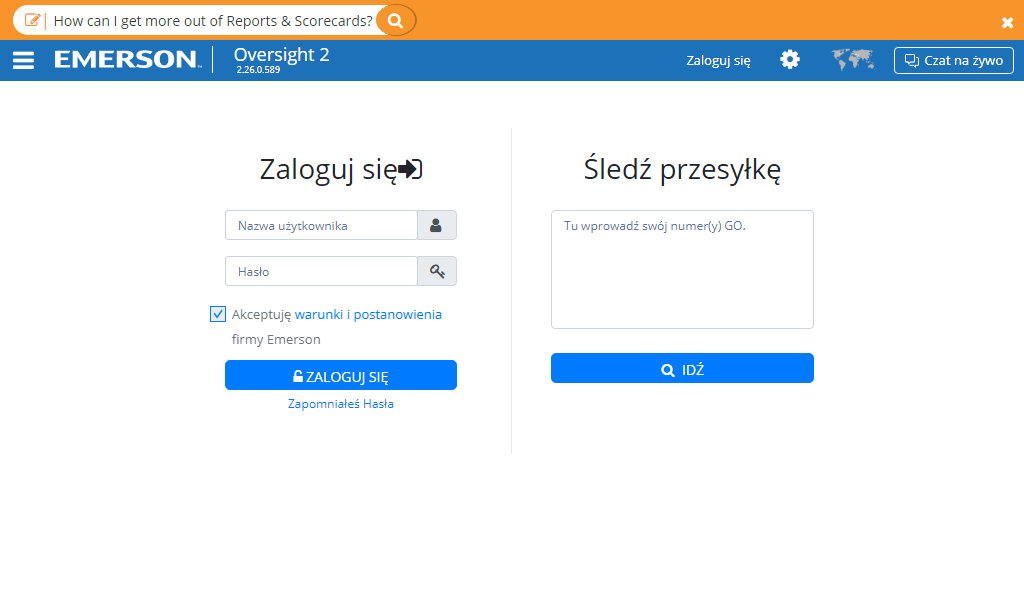 How can I get more out of Reports & Scorecards?
EMERSON™
Oversight 2
2.26.0.589
Zaloguj się
Czat na żywo
Zaloguj się
Nazwa użytkownika
Hasło
Akceptuję warunki i postanowienia
firmy Emerson
ZALOGUJ SIĘ
Zapomniałeś Hasła
Śledź przesyłkę
Tu wprowadź swój numer(y) GO.
IDŹ